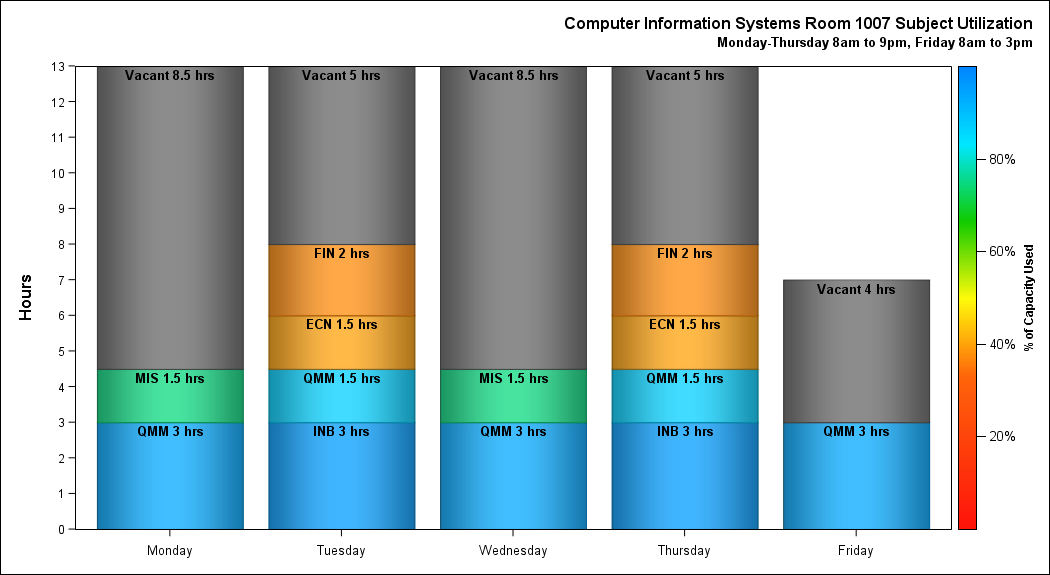 Computer Information Systems Room 1007 Subject Utilization
Monday-Thursday 8am to 9pm, Friday 8am to 3pm
Hours
13
12
11
10
9
8
7
6
5
4
3
2
1
0
Vacant 8.5 hrs
MIS 1.5 hrs
QMM 3 hrs
Monday
Vacant 5 hrs
FIN 2 hrs
ECN 1.5 hrs
QMM 1.5 hrs
INB 3 hrs
Tuesday
Vacant 8.5 hrs
MIS 1.5 hrs
QMM 3 hrs
Wednesday
Vacant 5 hrs
FIN 2 hrs
ECN 1.5 hrs
QMM 1.5 hrs
INB 3 hrs
Thursday
Vacant 4 hrs
QMM 3 hrs
Friday
80%
60%
40%
20%
% of Capacity Used